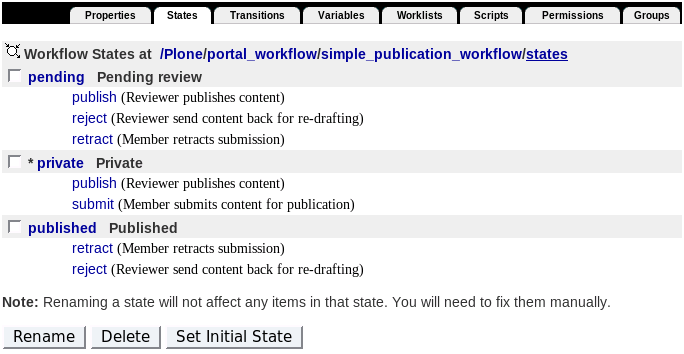 Properties States Transitions Variables Worklists Scripts Permissions Groups
Workflow States at /Plone/portal_workflow/simple_publication_workflow/states
pending Pending review
publish (Reviewer publishes content)
reject (Reviewer send content back for re-drafting)
retract (Member retracts submission)
* private Private
publish (Reviewer publishes content)
submit (Member submits content for publication)
published Published
retract (Member retracts submission)
reject (Reviewer send content back for re-drafting)
Note: Renaming a state will not affect any items in that state. You will need to fix them manually.
Rename Delete Set Initial State